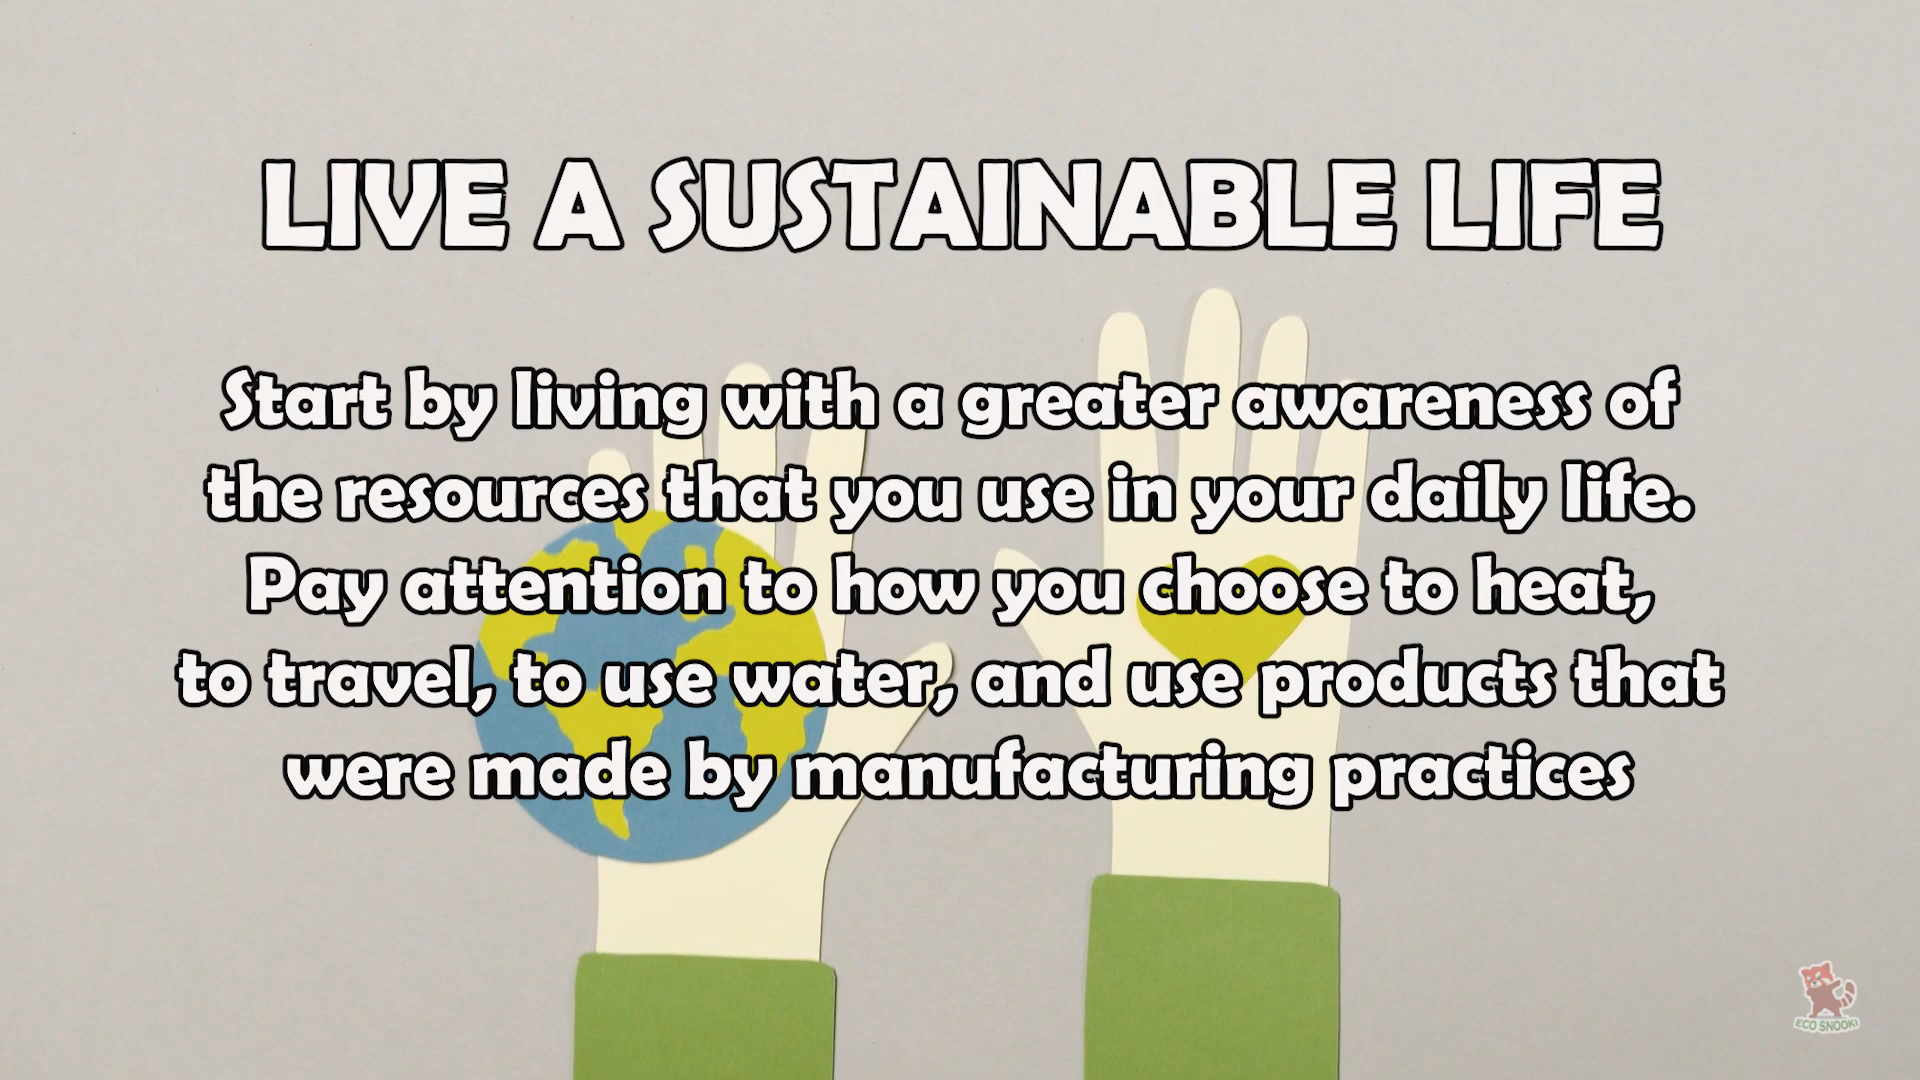 LIVE A SUSTAINABLE LIFE
Start by living with a greater awareness of
the resources that you use in your daily life.
Pay attention to how you choose to heat,
to travel, to use water, and use products that
were made by manufacturing practices
ECO SNOOKI